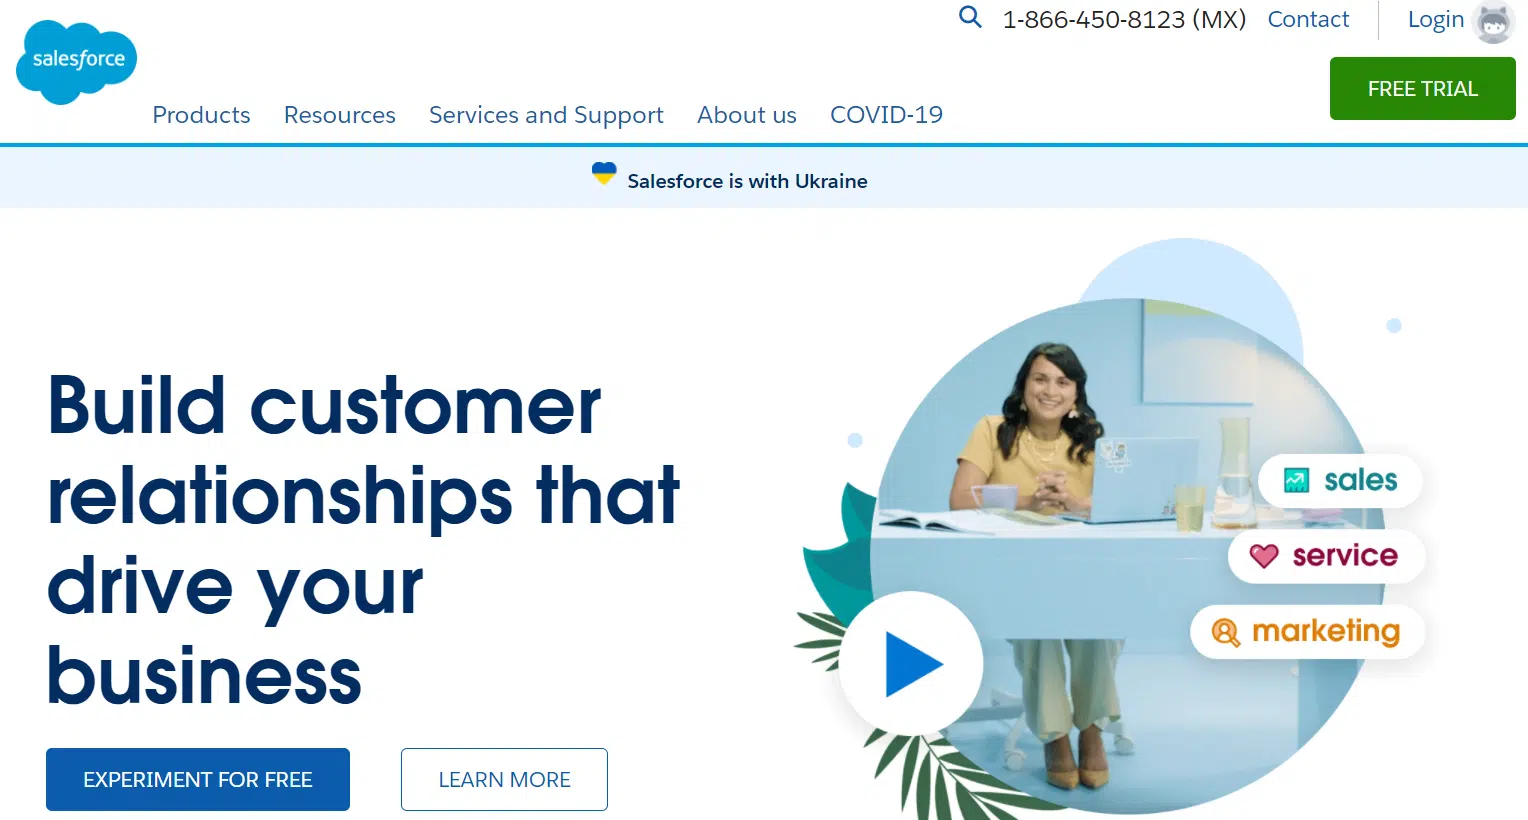 1-866-450-8123 (MX) Contact Login
salesforce
FREE TRIAL
Products Resources Services and Support About us COVID-19
Salesforce is with Ukraine
Build customer
relationships that
drive your
business
sales
service
marketing
EXPERIMENT FOR FREE LEARN MORE